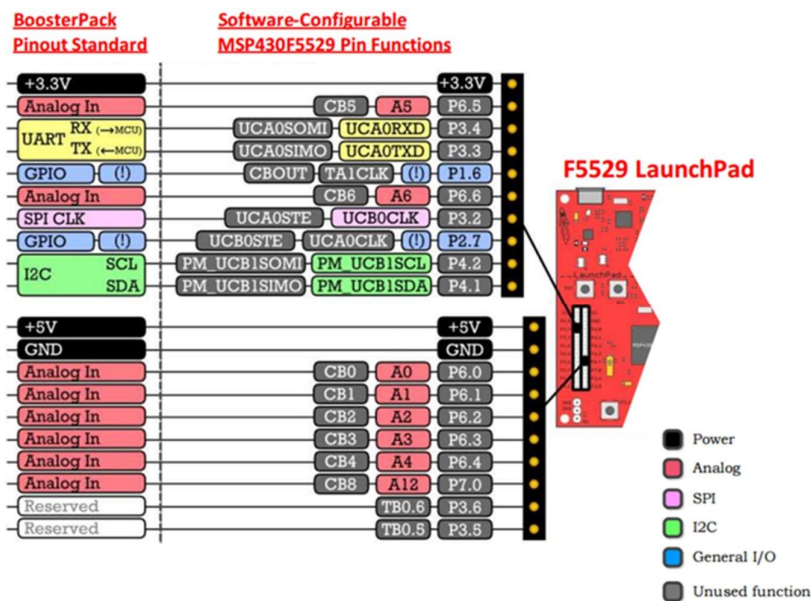 BoosterPack
Pinout Standard
Software-Configurable
MSP430F5529 Pin Functions
+3.3V +3.3V
Analog In CB5 A5 P6.5
UART RX (→MCU) UCA0SOMI UCA0RXD P3.4
TX (←MCU) UCA0SIMO UCA0TXD P3.3
GPIO (!) CBOUT TA1CLK (!) P1.6
Analog In CB6 A6 P6.6
SPI CLK UCA0STE UCB0CLK P3.2
GPIO (!) UCB0STE UCA0CLK (!) P2.7
I2C SCL PM_UCB1SOMI PM_UCB1SCL P4.2
SDA PM_UCB1SIMO PM_UCB1SDA P4.1
+5V +5V
GND GND
Analog In CB0 A0 P6.0
Analog In CB1 A1 P6.1
Analog In CB2 A2 P6.2
Analog In CB3 A3 P6.3
Analog In CB4 A4 P6.4
Analog In CB8 A12 P7.0
Reserved TB0.6 P3.6
Reserved TB0.5 P3.5
F5529 LaunchPad
LaunchPad
Power
Analog
SPI
I2C
General I/O
Unused function